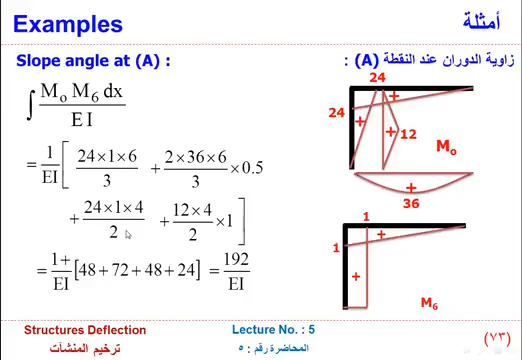 Examples
أمثلة
Slope angle at (A) :
زاوية الدوران عند النقطة (A) :
∫ M₀ M₆ dx / E I
= 1/EI [ 24×1×6 / 3 + 2×36×6 / 3 ×0.5
+ 24×1×4 / 2 + 12×4 / 2 ×1 ]
= 1+/EI [48+72+48+24] = 192/EI
24
24
+
+
+
12
M₀
+
36
1
1
+
+
M₆
Structures Deflection
Lecture No. : 5
ترخيم المنشآت
المحاضرة رقم : ٥
(٧٣)